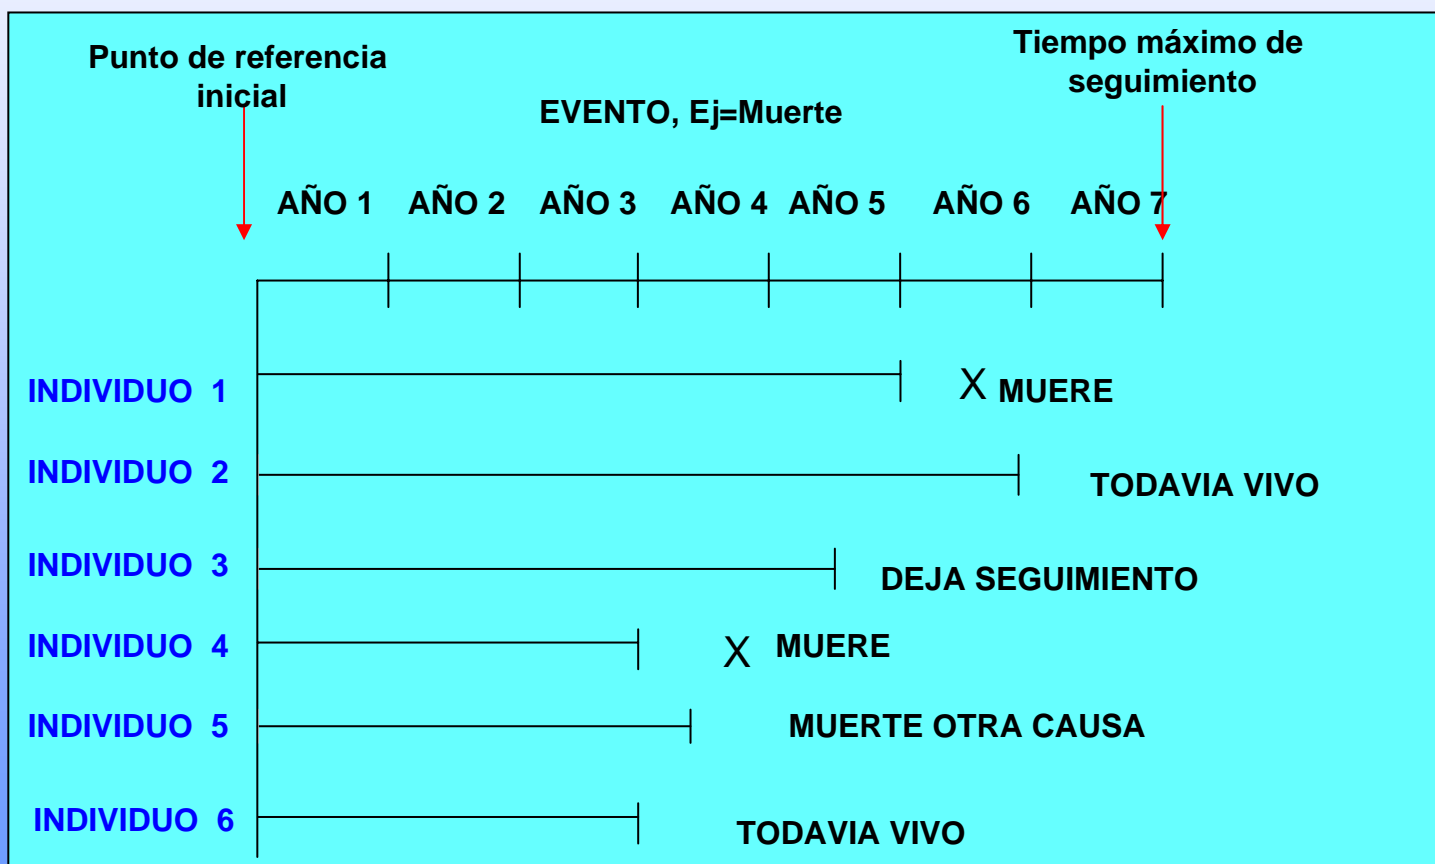 Punto de referencia
inicial
Tiempo máximo de
seguimiento
EVENTO, Ej=Muerte
AÑO 1 AÑO 2 AÑO 3 AÑO 4 AÑO 5 AÑO 6 AÑO 7
INDIVIDUO 1 X MUERE
INDIVIDUO 2 TODAVIA VIVO
INDIVIDUO 3 DEJA SEGUIMIENTO
INDIVIDUO 4 X MUERE
INDIVIDUO 5 MUERTE OTRA CAUSA
INDIVIDUO 6 TODAVIA VIVO